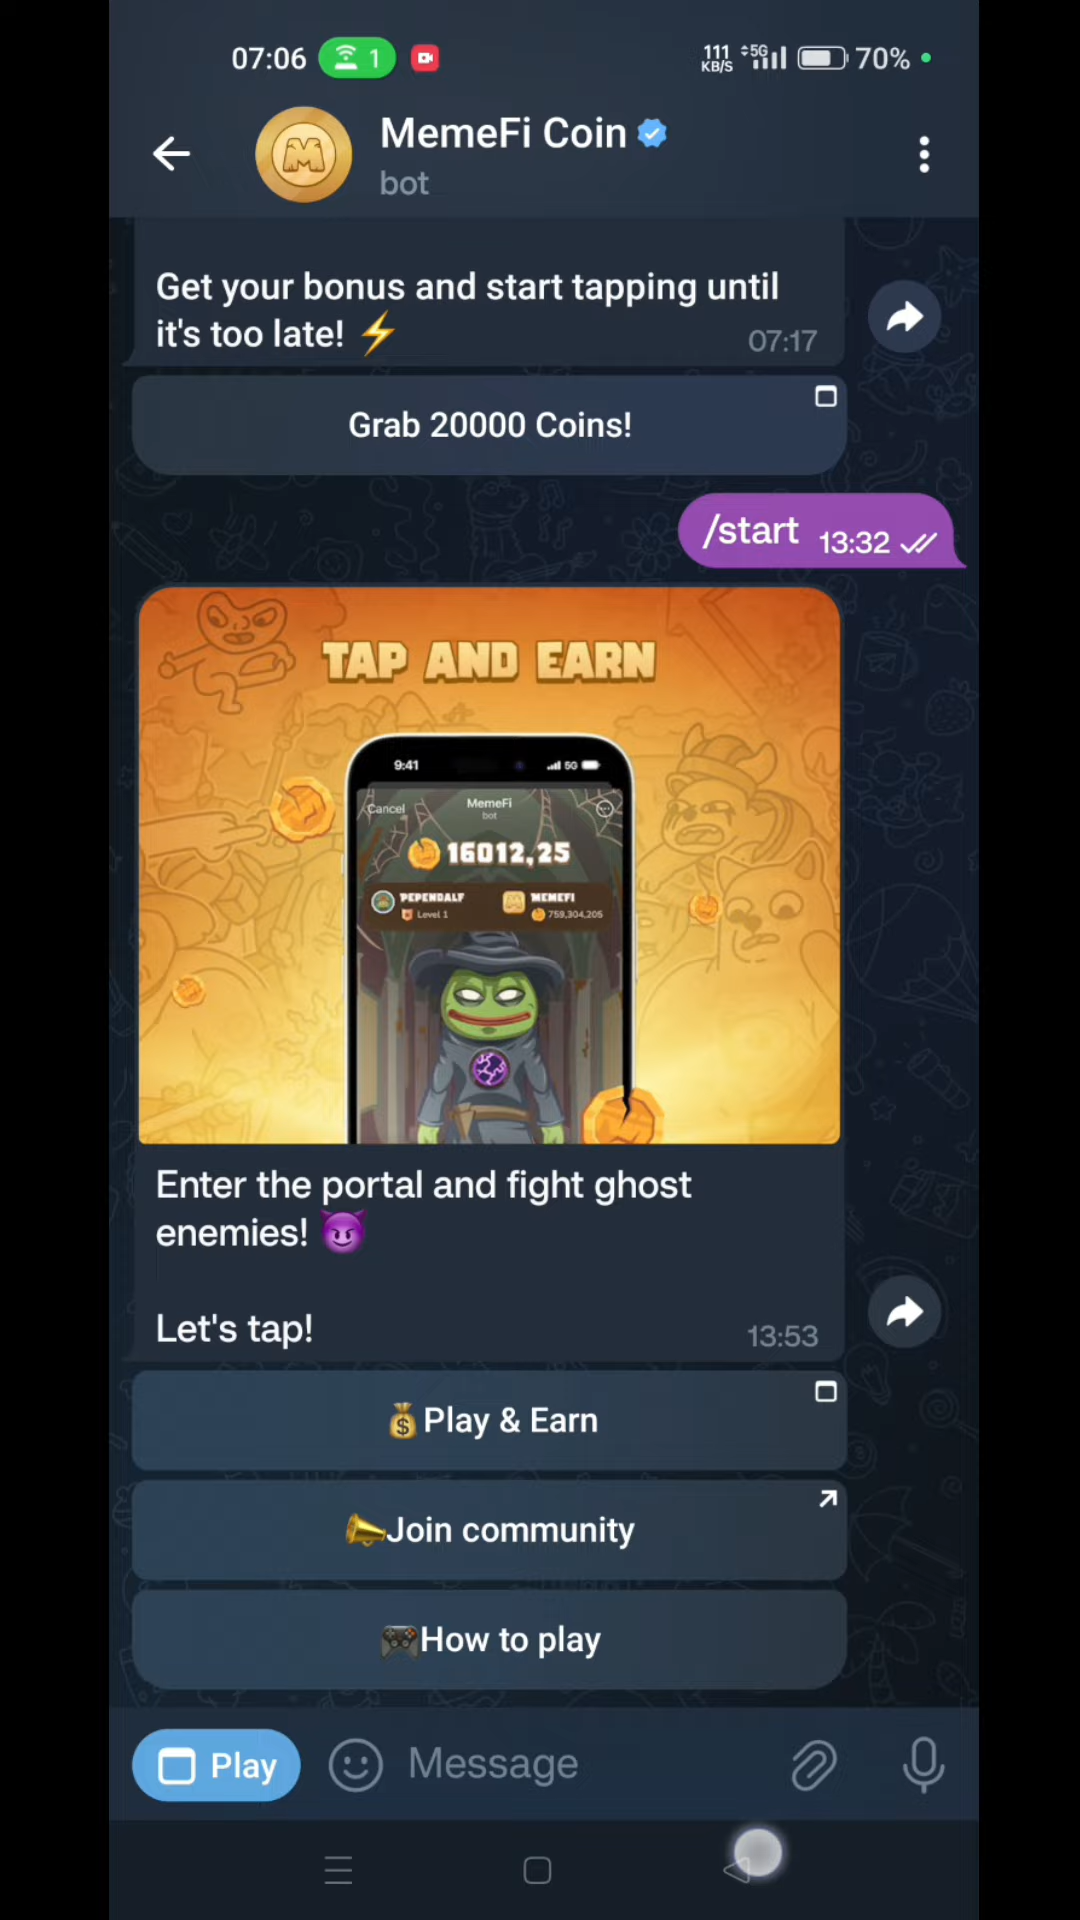 07:06 1 111 KB/S 5G 70%
MemeFi Coin
bot
Get your bonus and start tapping until
it's too late! ⚡ 07:17
Grab 20000 Coins!
/start 13:32
TAP AND EARN
9:41 5G
Cancel MemeFi
bot
16012,25
PEPENDALF MEMEFI
Level 1 759,304,205
Enter the portal and fight ghost
enemies! 😈
Let's tap! 13:53
💰Play & Earn
📣Join community
🎮How to play
Play Message